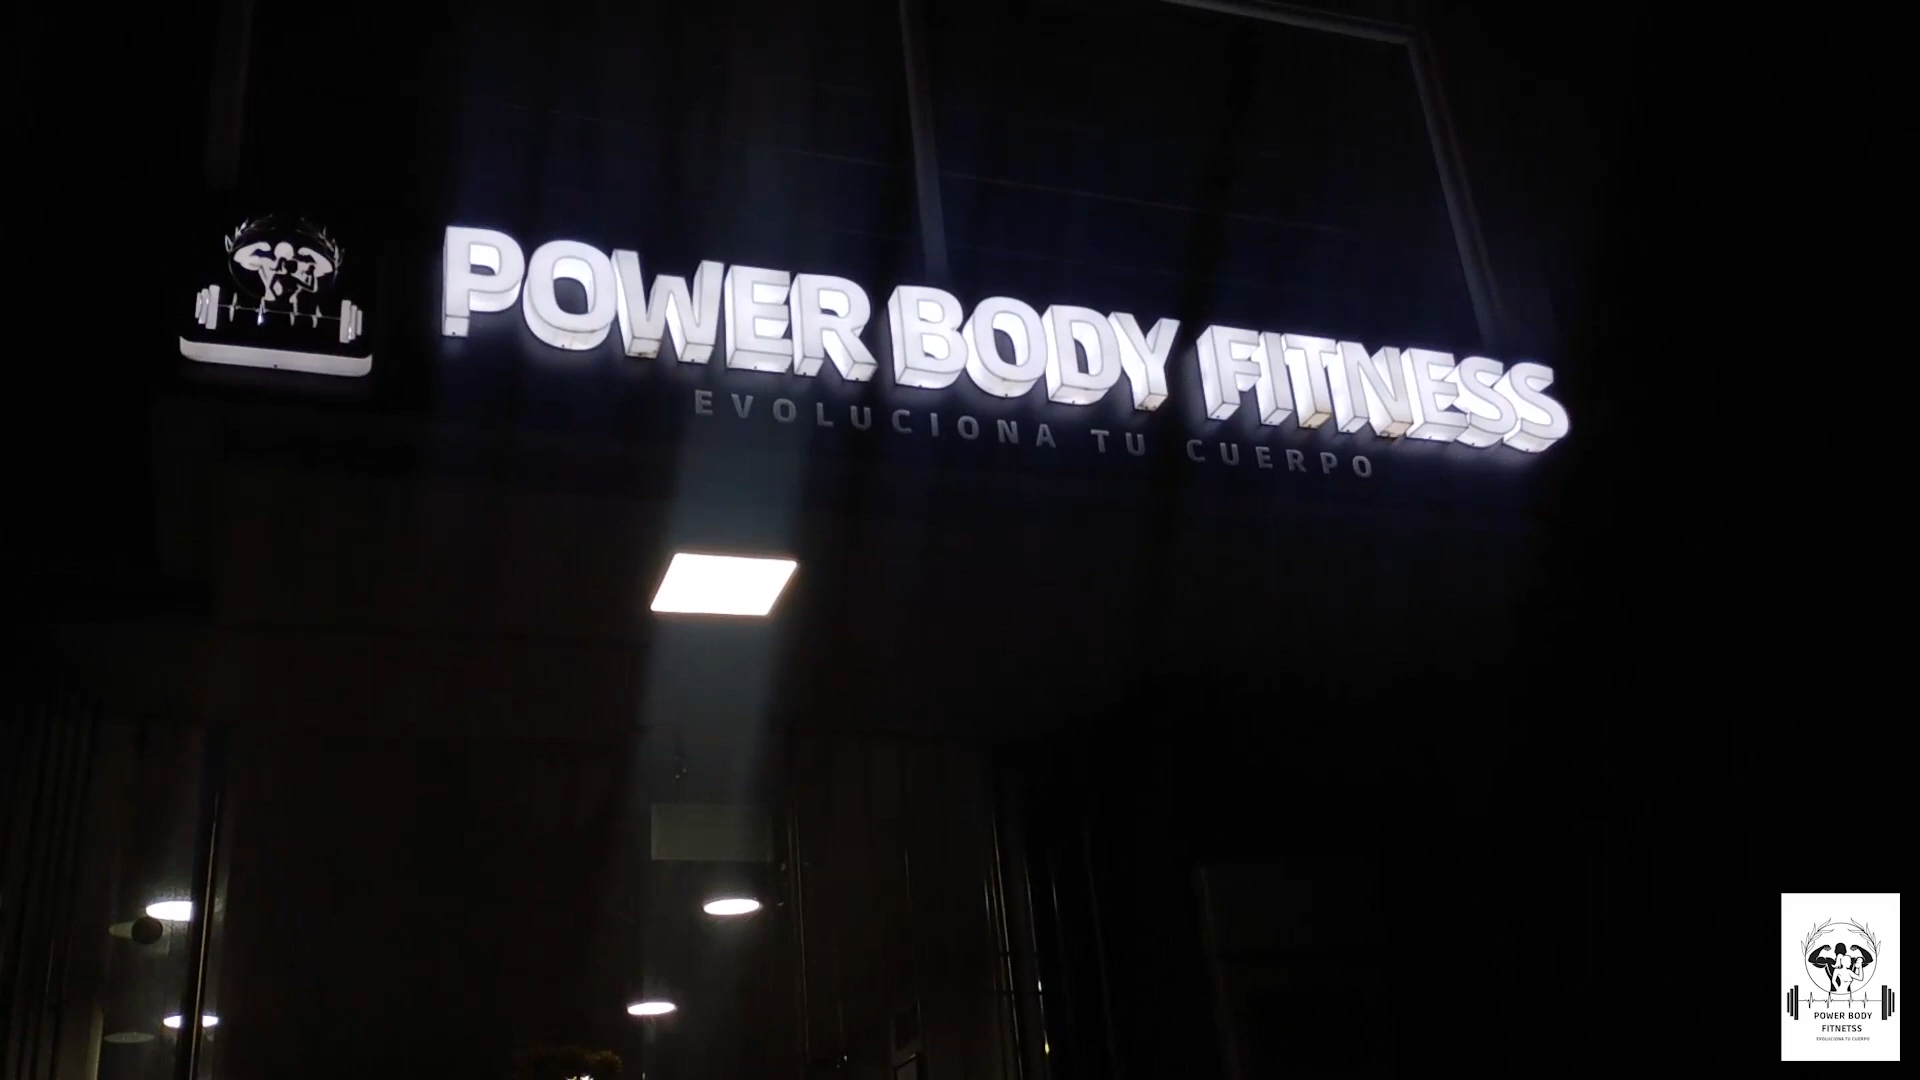 POWER BODY FITNESS
EVOLUCIONA TU CUERPO
POWER BODY
FITNETSS
EVOLUCIONA TU CUERPO